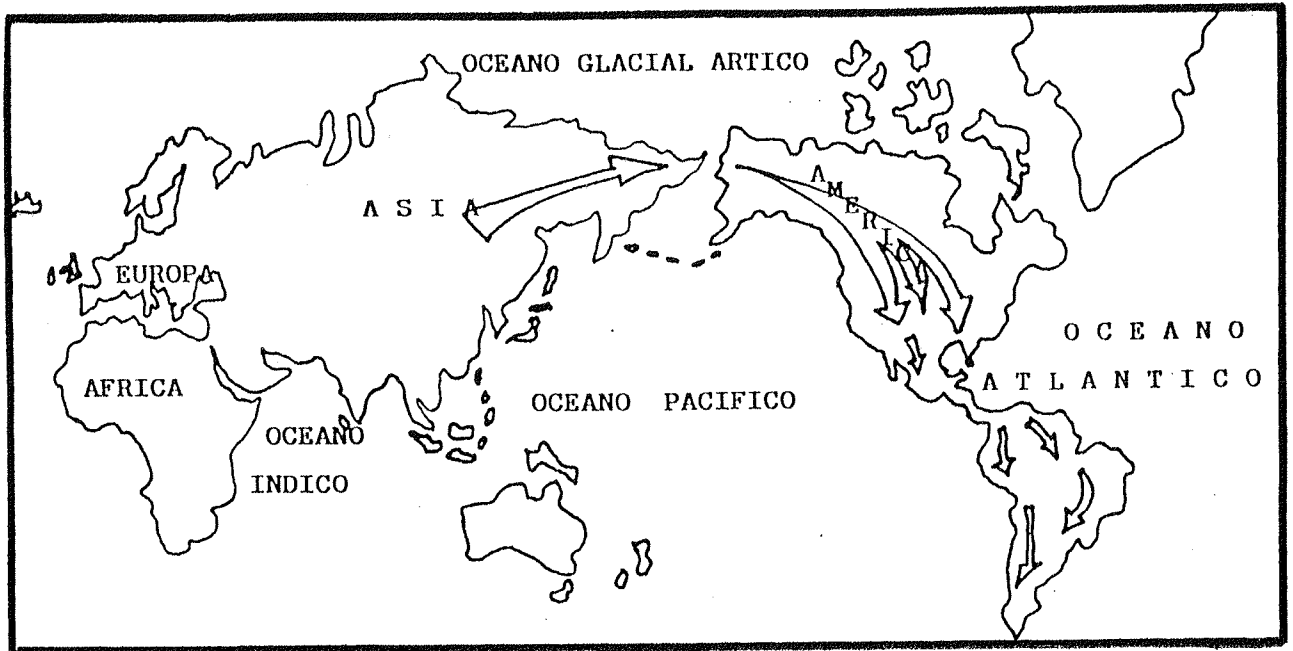 OCEANO GLACIAL ARTICO
ASIA
AMERICA
EUROPA
AFRICA
OCEANO
ATLANTICO
OCEANO PACIFICO
OCEANO
INDICO